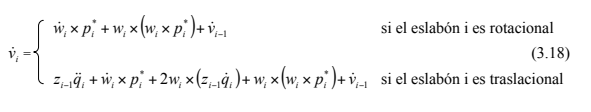 ẇᵢ × pᵢ* + wᵢ × (wᵢ × pᵢ*) + v̇ᵢ₋₁ si el eslabón i es rotacional
v̇ᵢ = { (3.18)
zᵢ₋₁q̈ᵢ + ẇᵢ × pᵢ* + 2wᵢ × (zᵢ₋₁q̇ᵢ) + wᵢ × (wᵢ × pᵢ*) + v̇ᵢ₋₁ si el eslabón i es traslacional